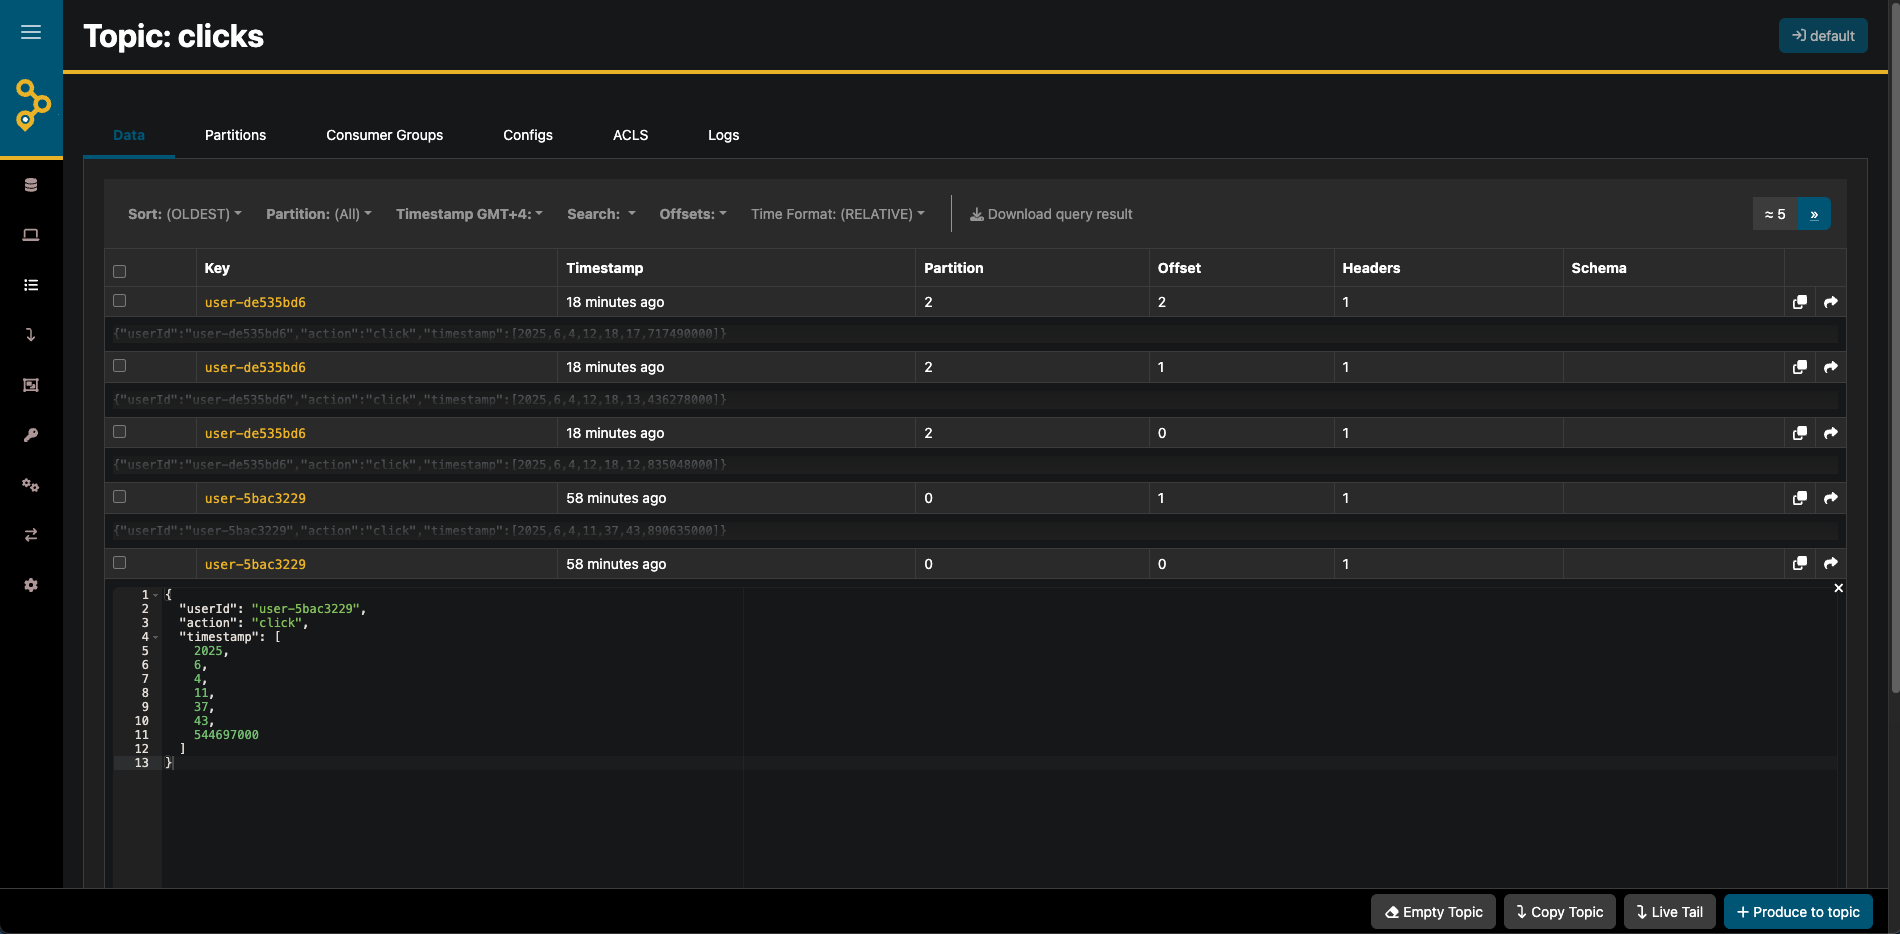 Topic: clicks
default
Data Partitions Consumer Groups Configs ACLS Logs
Sort: (OLDEST) Partition: (All) Timestamp GMT+4: Search: Offsets: Time Format: (RELATIVE) Download query result ≈ 5 »
Key Timestamp Partition Offset Headers Schema
user-de535bd6 18 minutes ago 2 2 1
{"userId":"user-de535bd6","action":"click","timestamp":[2025,6,4,12,18,17,717490000]}
user-de535bd6 18 minutes ago 2 1 1
{"userId":"user-de535bd6","action":"click","timestamp":[2025,6,4,12,18,13,436278000]}
user-de535bd6 18 minutes ago 2 0 1
{"userId":"user-de535bd6","action":"click","timestamp":[2025,6,4,12,18,12,835048000]}
user-5bac3229 58 minutes ago 0 1 1
{"userId":"user-5bac3229","action":"click","timestamp":[2025,6,4,11,37,43,890635000]}
user-5bac3229 58 minutes ago 0 0 1
1 {
2 "userId": "user-5bac3229",
3 "action": "click",
4 "timestamp": [
5 2025,
6 6,
7 4,
8 11,
9 37,
10 43,
11 544697000
12 ]
13 }
Empty Topic Copy Topic Live Tail + Produce to topic